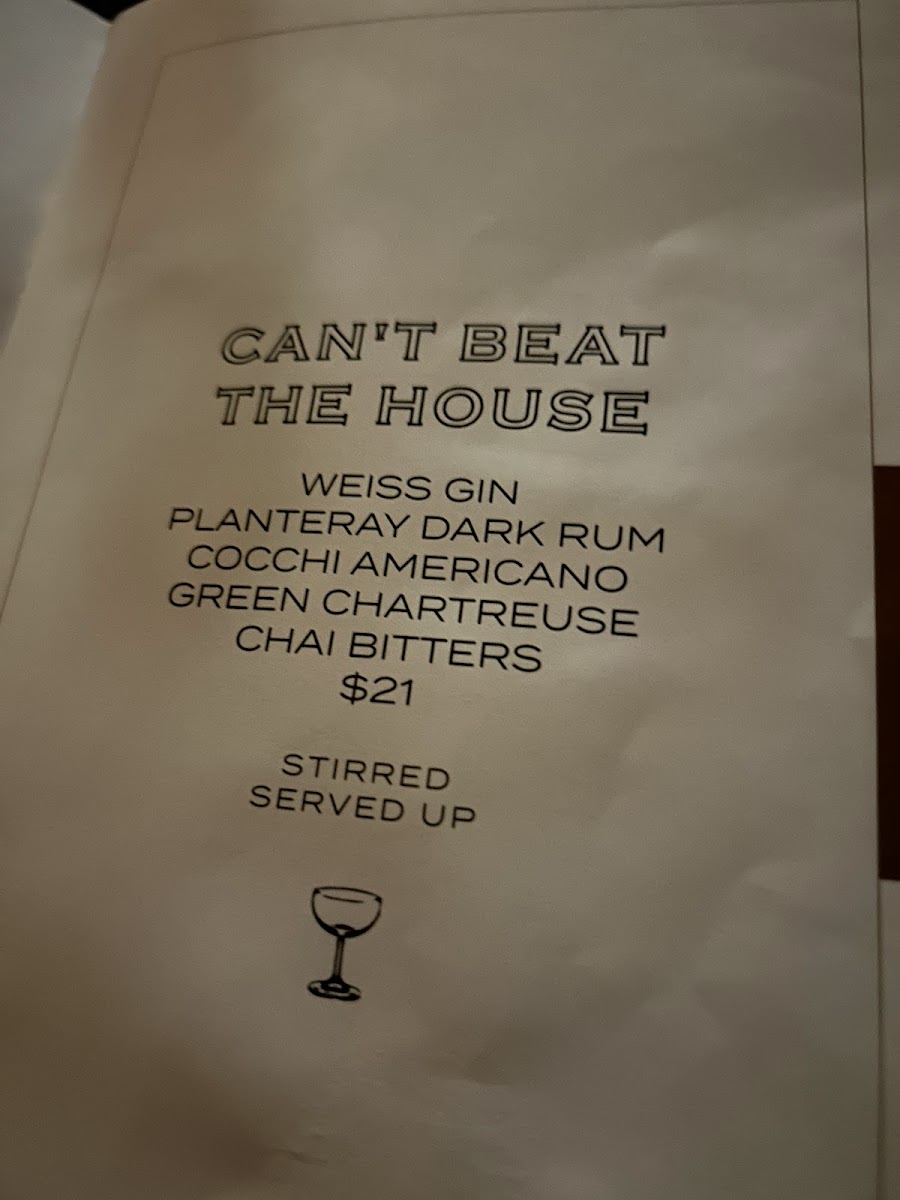 CAN'T BEAT
THE HOUSE
WEISS GIN
PLANTERAY DARK RUM
COCCHI AMERICANO
GREEN CHARTREUSE
CHAI BITTERS
$21
STIRRED
SERVED UP